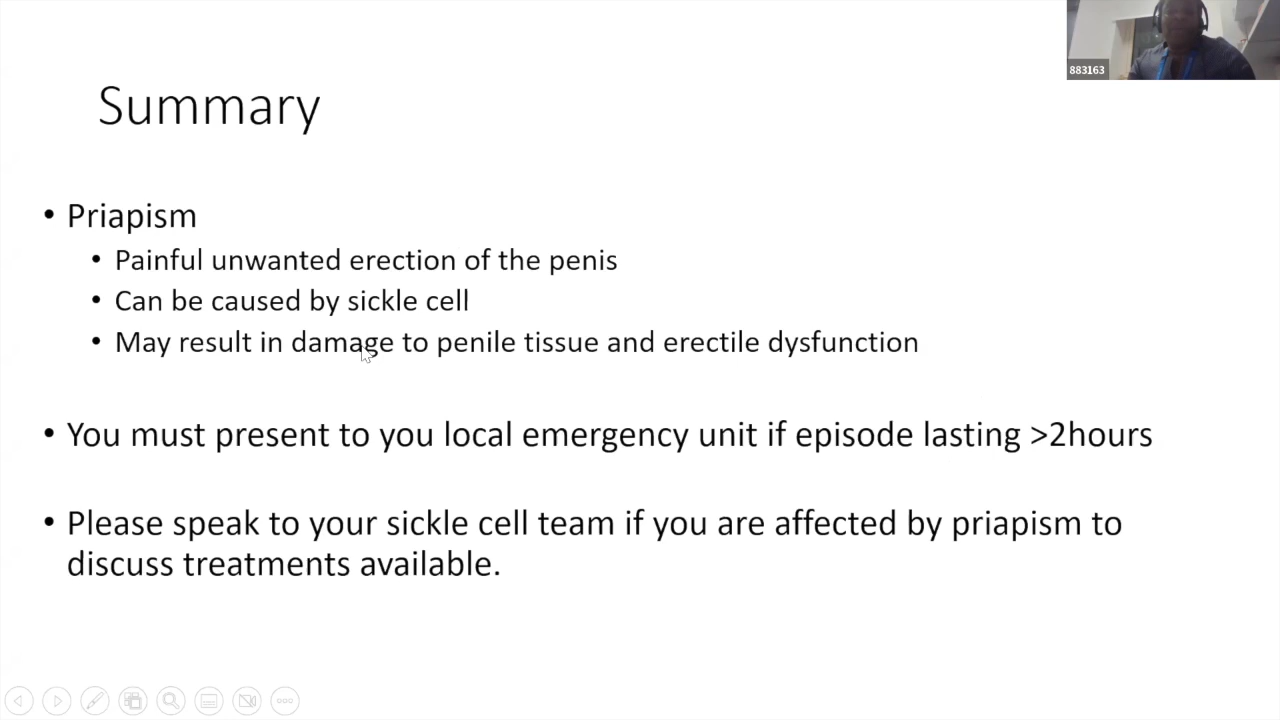 883163
Summary
• Priapism
• Painful unwanted erection of the penis
• Can be caused by sickle cell
• May result in damage to penile tissue and erectile dysfunction
• You must present to you local emergency unit if episode lasting >2hours
• Please speak to your sickle cell team if you are affected by priapism to
discuss treatments available.